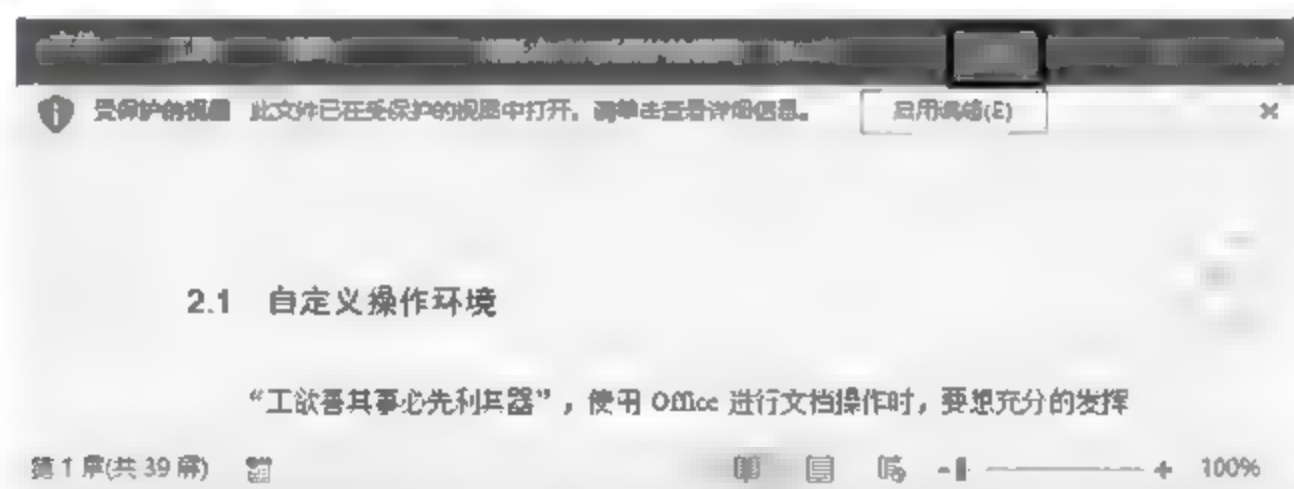 受保护的视图 此文件已在受保护的视图中打开。请单击查看详细信息。 启用编辑(E)
2.1 自定义操作环境
“工欲善其事必先利其器”，使用 Office 进行文档操作时，要想充分的发挥
第 1 屏(共 39 屏) 100%